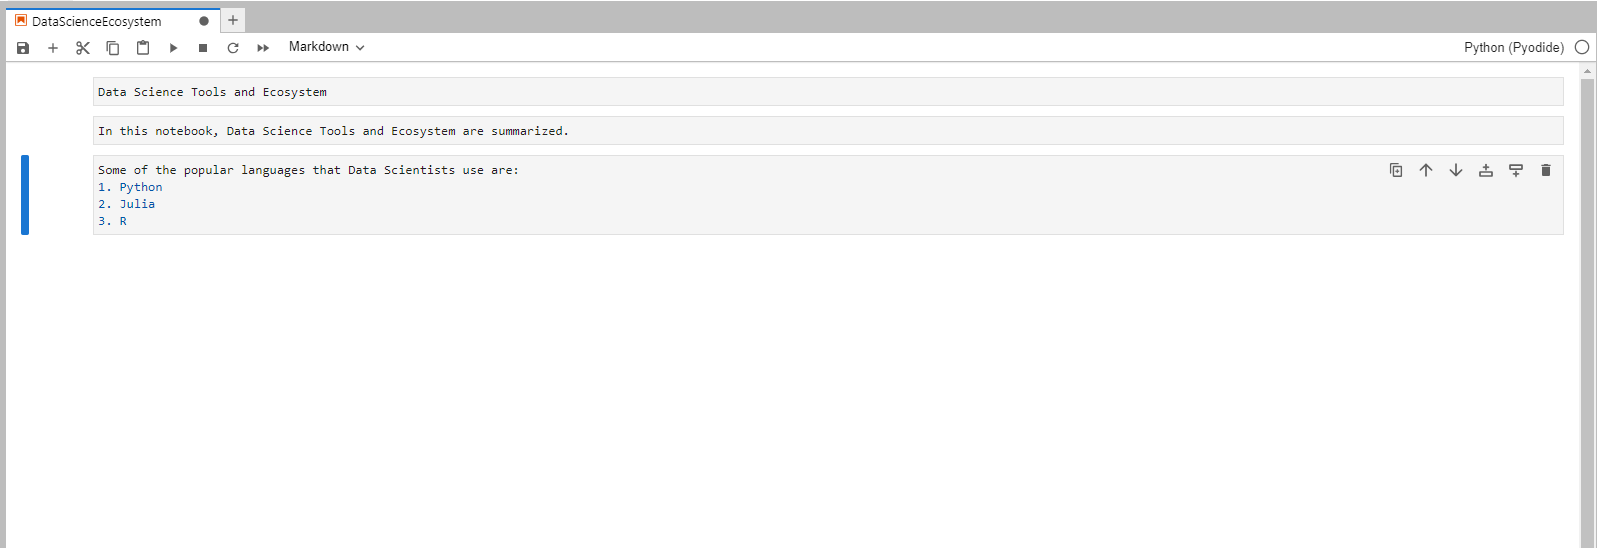 DataScienceEcosystem
Markdown
Python (Pyodide)
Data Science Tools and Ecosystem
In this notebook, Data Science Tools and Ecosystem are summarized.
Some of the popular languages that Data Scientists use are:
1. Python
2. Julia
3. R